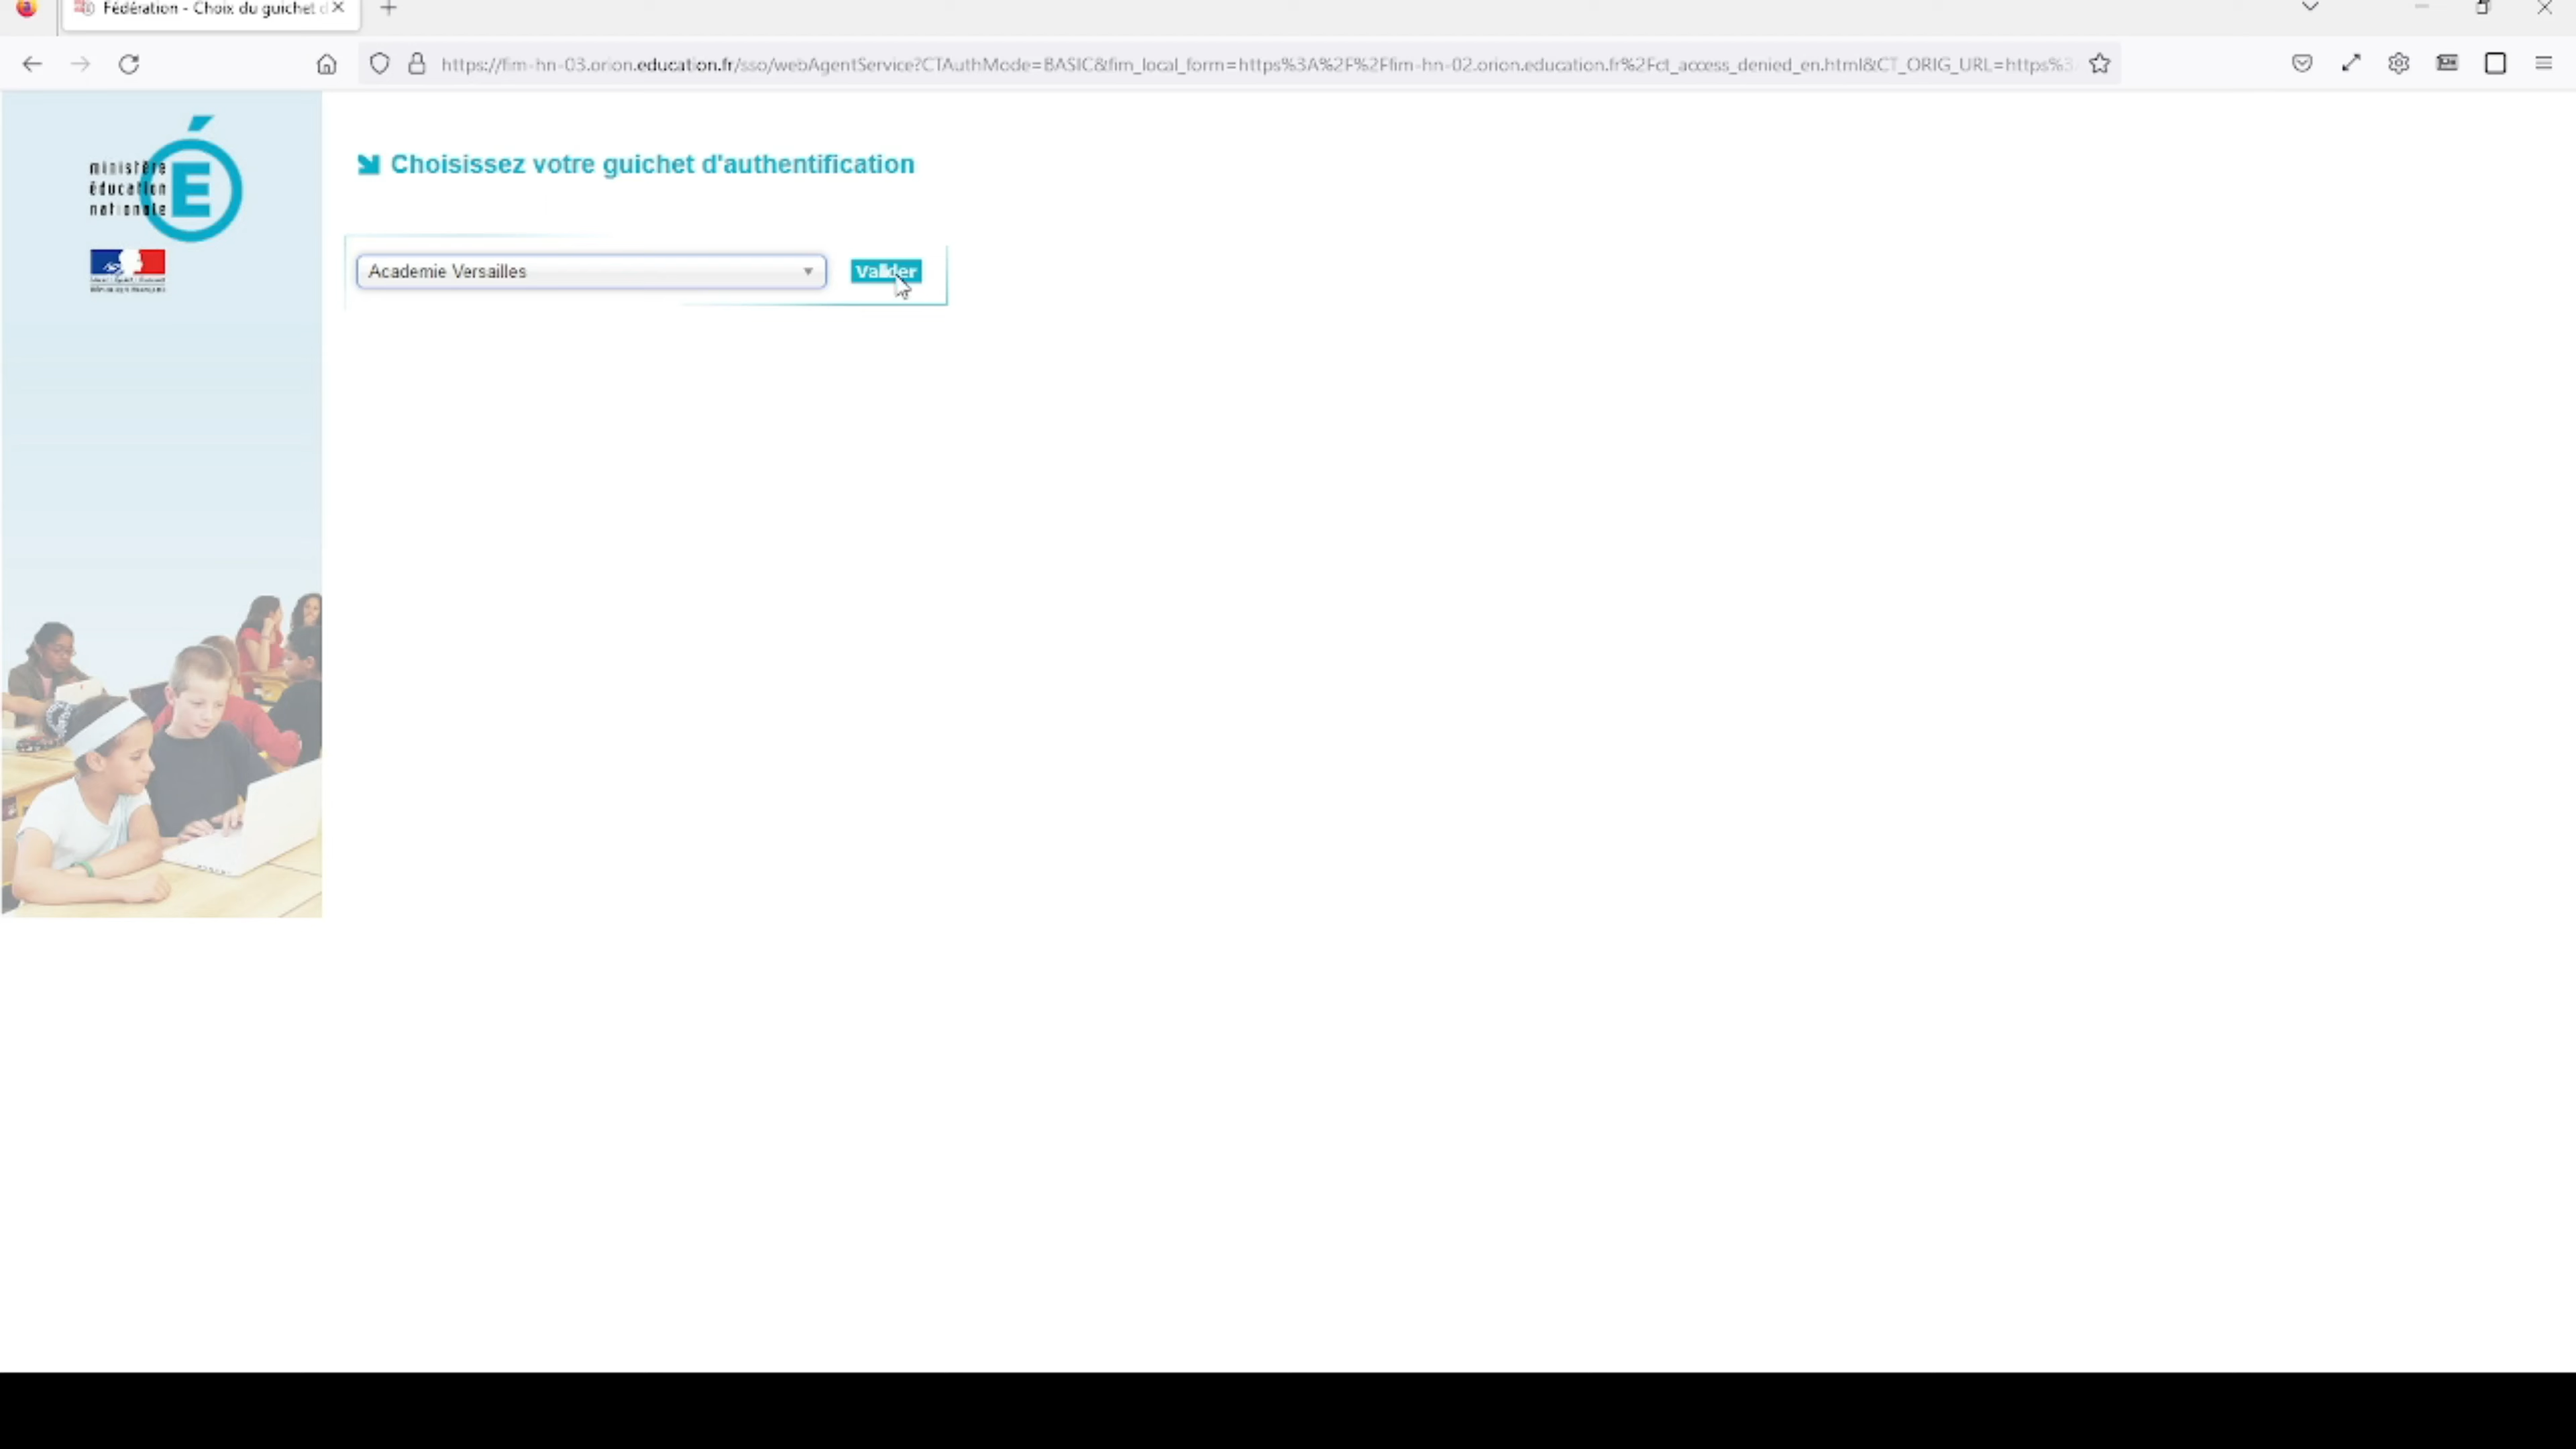 Fédération - Choix du guichet d
https://fim-hn-03.orion.education.fr/sso/webAgentService?CTAuthMode=BASIC&fim_local_form=https%3A%2F%2Ffim-hn-02.orion.education.fr%2Fct_access_denied_en.html&CT_ORIG_URL=https%3
ministère
éducation
nationale
E
Choisissez votre guichet d'authentification
Academie Versailles
Valider